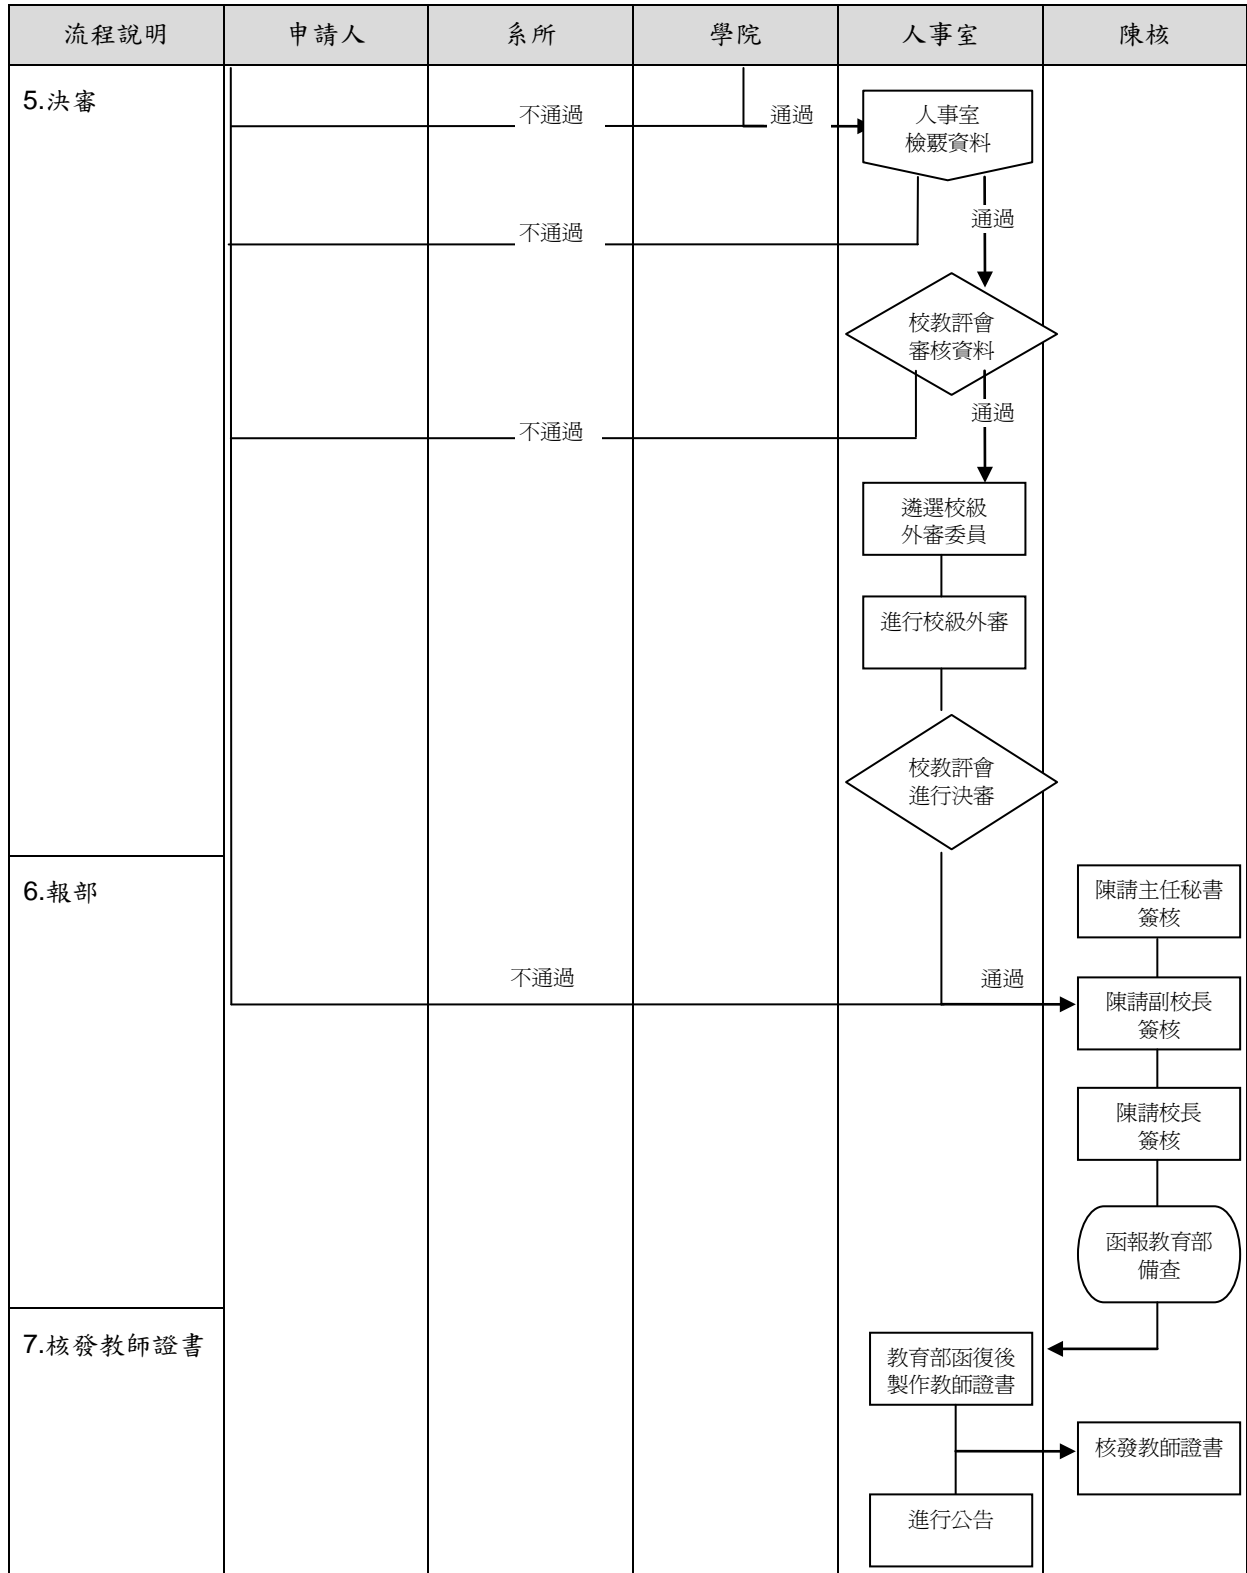 流程說明 申請人 系所 學院 人事室 陳核
5.決審
不通過 通過
人事室
檢覈資料
不通過 通過
校教評會
審核資料
不通過 通過
遴選校級
外審委員
進行校級外審
校教評會
進行決審
6.報部
陳請主任秘書
簽核
不通過 通過
陳請副校長
簽核
陳請校長
簽核
函報教育部
備查
7.核發教師證書
教育部函復後
製作教師證書
核發教師證書
進行公告